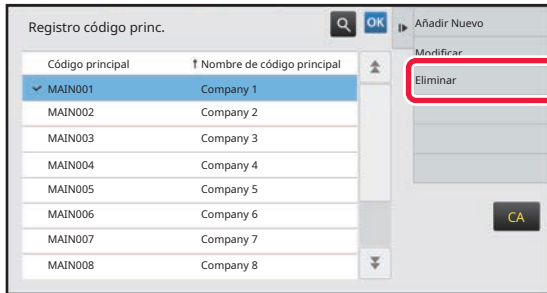 Registro código princ.
OK
Añadir Nuevo
Modificar
Eliminar
Código principal
Nombre de código principal
MAIN001 Company 1
MAIN002 Company 2
MAIN003 Company 3
MAIN004 Company 4
MAIN005 Company 5
MAIN006 Company 6
MAIN007 Company 7
MAIN008 Company 8
CA